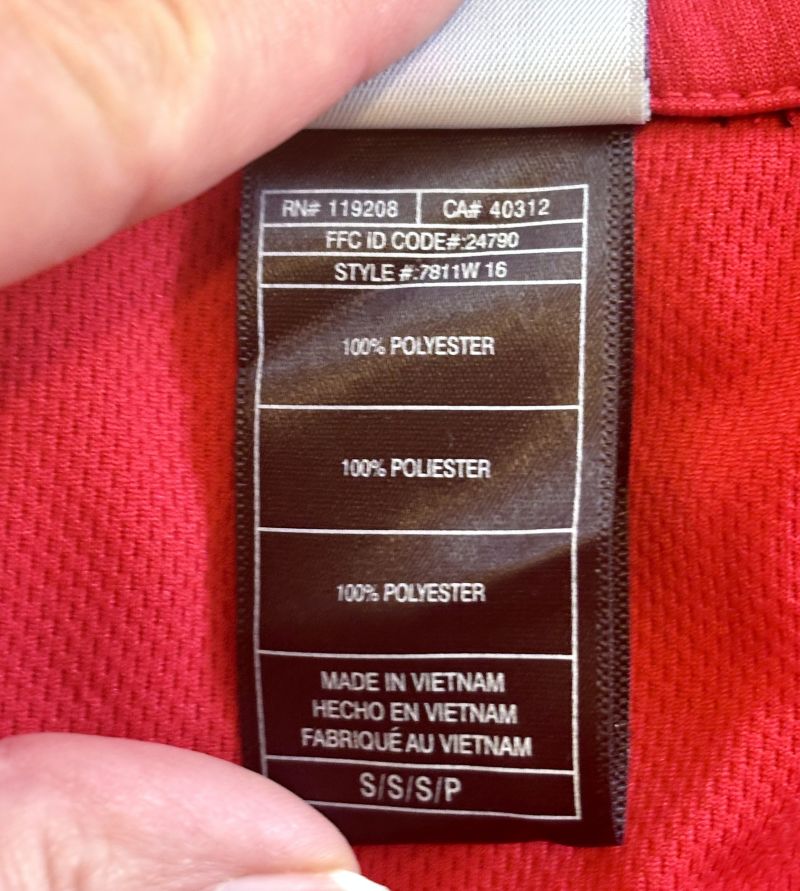 RN# 119208 CA# 40312
FFC ID CODE#:24790
STYLE #:7811W 16
100% POLYESTER
100% POLIESTER
100% POLYESTER
MADE IN VIETNAM
HECHO EN VIETNAM
FABRIQUÉ AU VIETNAM
S/S/S/P